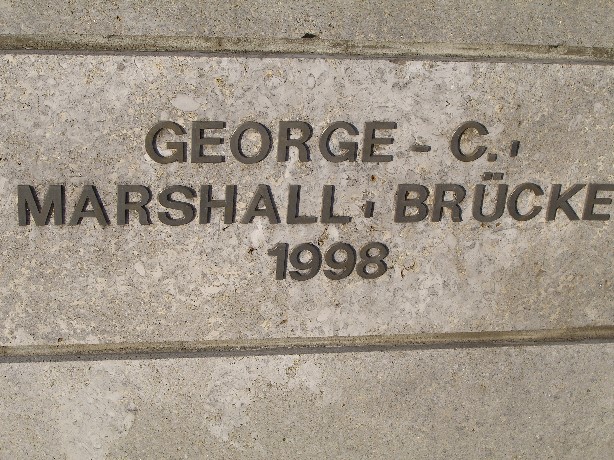 GEORGE - C. -
MARSHALL - BRÜCKE
1998